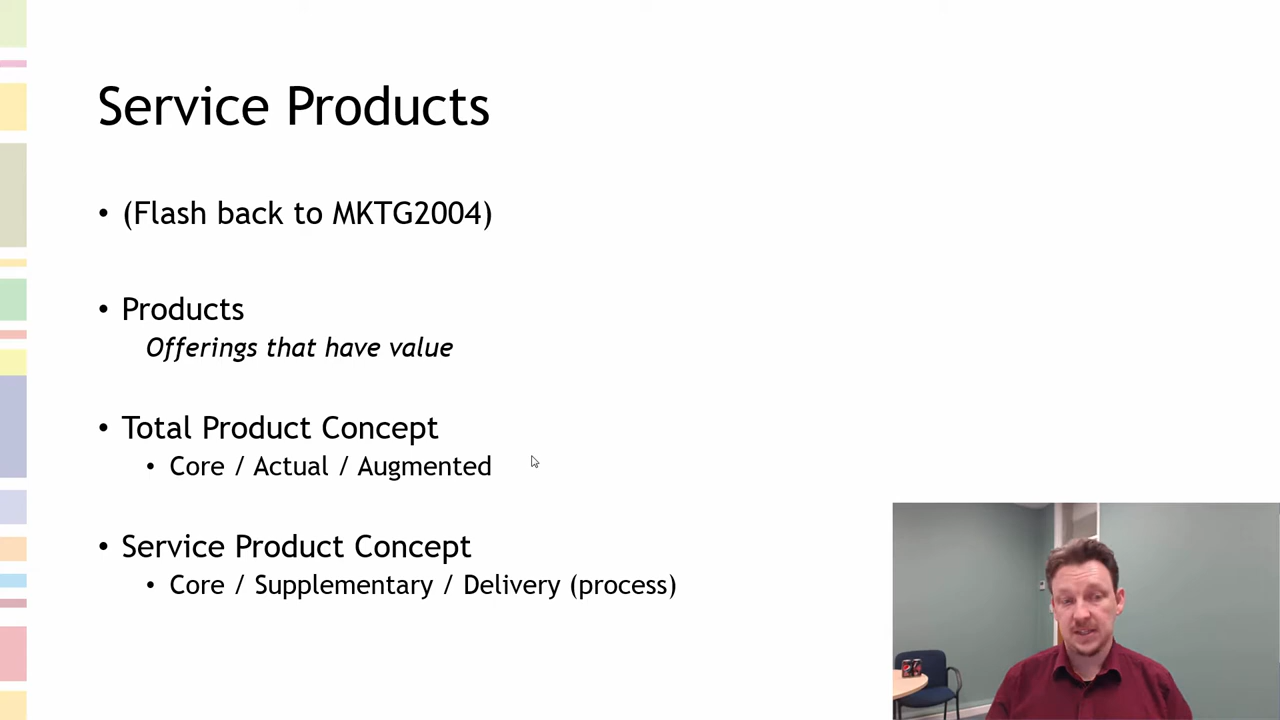 Service Products
• (Flash back to MKTG2004)
• Products
Offerings that have value
• Total Product Concept
• Core / Actual / Augmented
• Service Product Concept
• Core / Supplementary / Delivery (process)